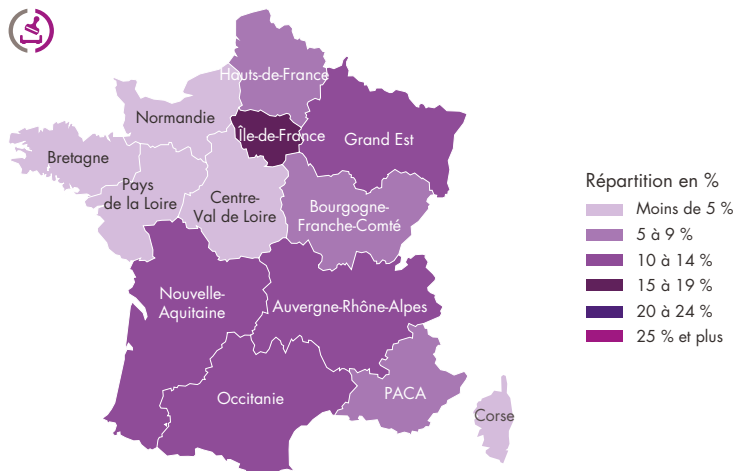 Hauts-de-France
Normandie
Île-de-France
Grand Est
Bretagne
Pays
de la Loire
Centre-
Val de Loire
Bourgogne-
Franche-Comté
Nouvelle-
Aquitaine
Auvergne-Rhône-Alpes
Occitanie
PACA
Corse
Répartition en %
Moins de 5 %
5 à 9 %
10 à 14 %
15 à 19 %
20 à 24 %
25 % et plus